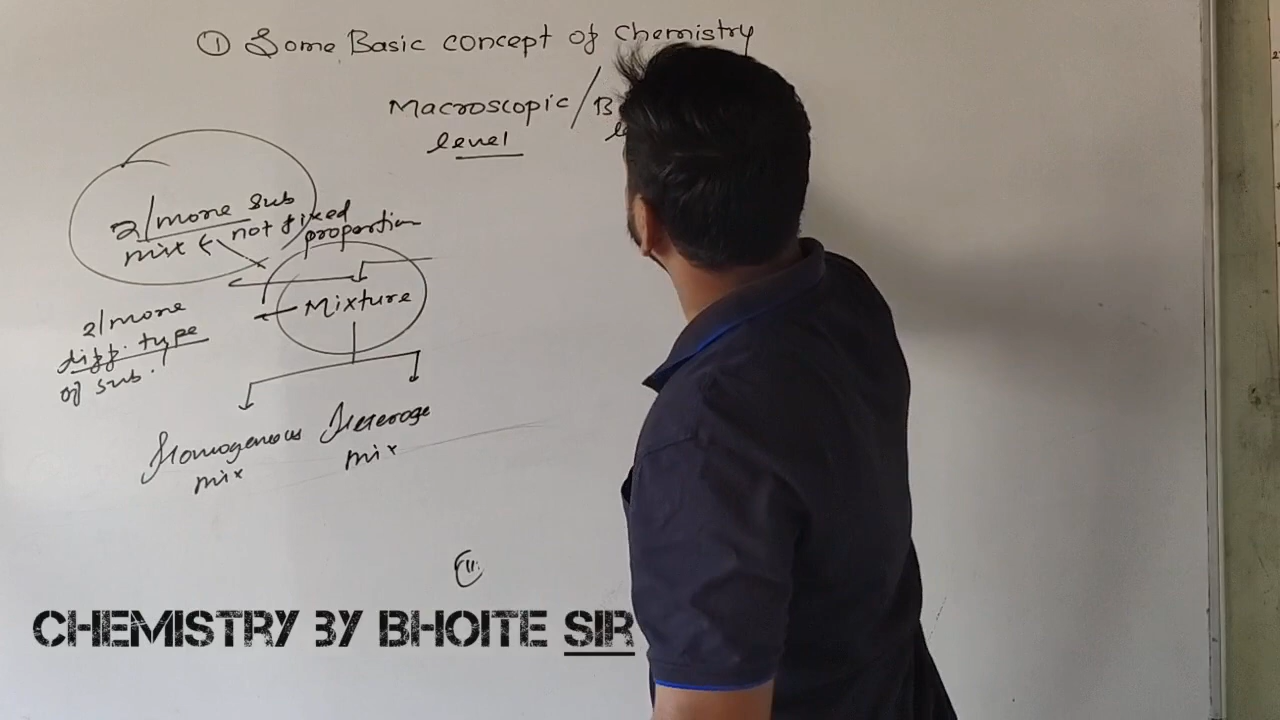 ① Some Basic concept of chemistry
Macroscopic / B
level
2/more sub
mix not fixed
proportion
Mixture
2/more
diff. type
of sub.
Homogenous Heteroge
mix mix
CHEMISTRY BY BHOITE SIR